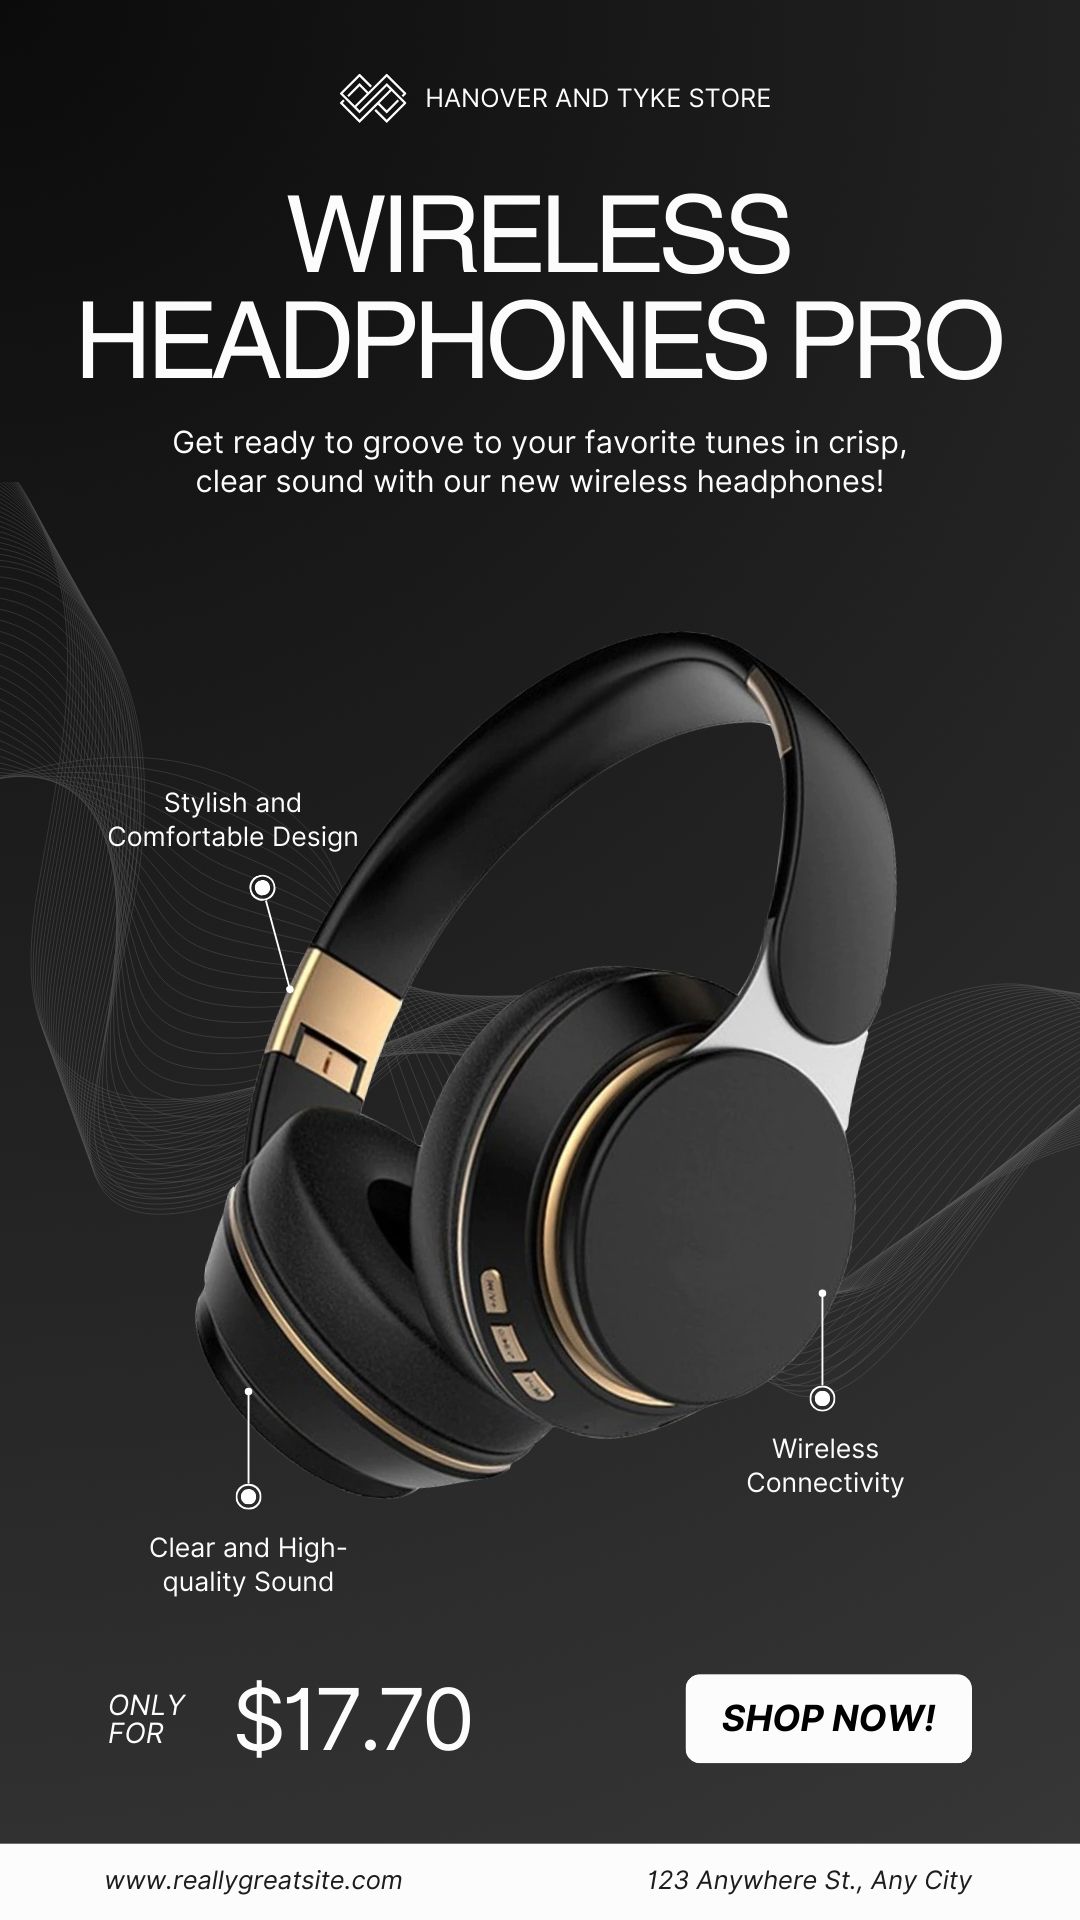 HANOVER AND TYKE STORE
WIRELESS
HEADPHONES PRO
Get ready to groove to your favorite tunes in crisp,
clear sound with our new wireless headphones!
Stylish and
Comfortable Design
Wireless
Connectivity
Clear and High-
quality Sound
ONLY
FOR
$17.70
SHOP NOW!
www.reallygreatsite.com
123 Anywhere St., Any City